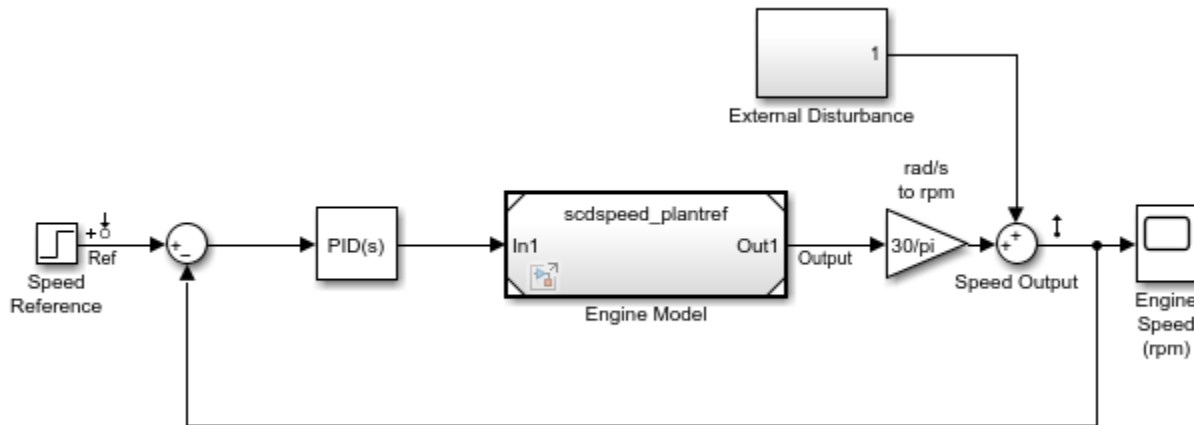 1
External Disturbance
rad/s
to rpm
scdspeed_plantref
+
Ref
+
−
PID(s)
In1
Out1
Output
30/pi
+
+
Speed
Reference
Engine Model
Speed Output
Engine
Speed
(rpm)